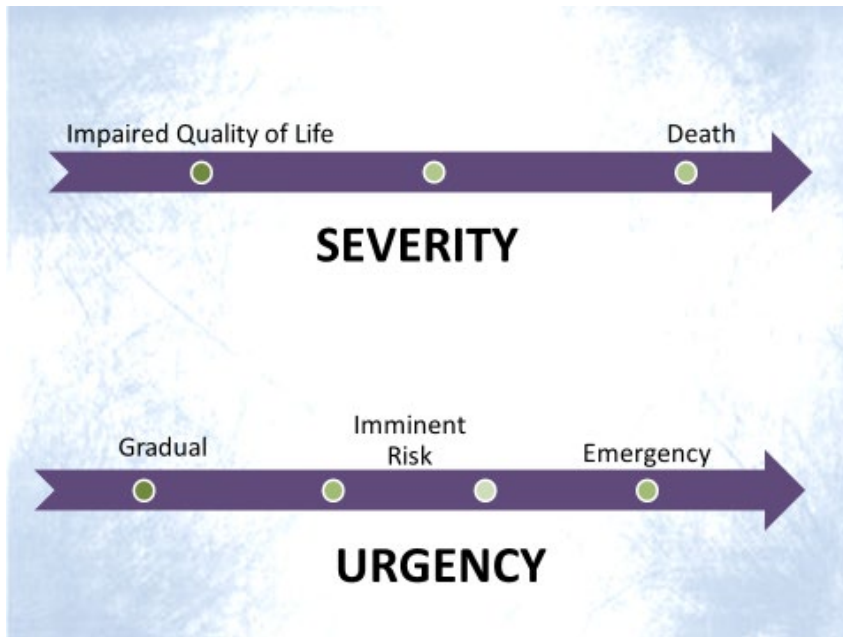 Impaired Quality of Life
Death
SEVERITY
Gradual
Imminent
Risk
Emergency
URGENCY